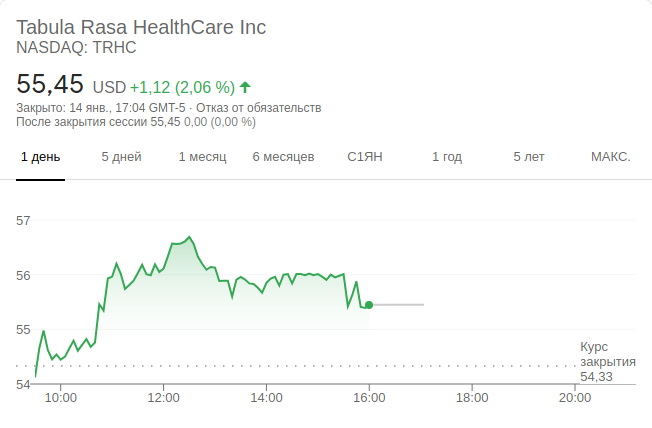 Tabula Rasa HealthCare Inc
NASDAQ: TRHC
55,45 USD +1,12 (2,06 %)
Закрыто: 14 янв., 17:04 GMT-5 · Отказ от обязательств
После закрытия сессии 55,45 0,00 (0,00 %)
1 день 5 дней 1 месяц 6 месяцев С1ЯН 1 год 5 лет МАКС.
57
56
55
54
Курс
закрытия
54,33
10:00 12:00 14:00 16:00 18:00 20:00